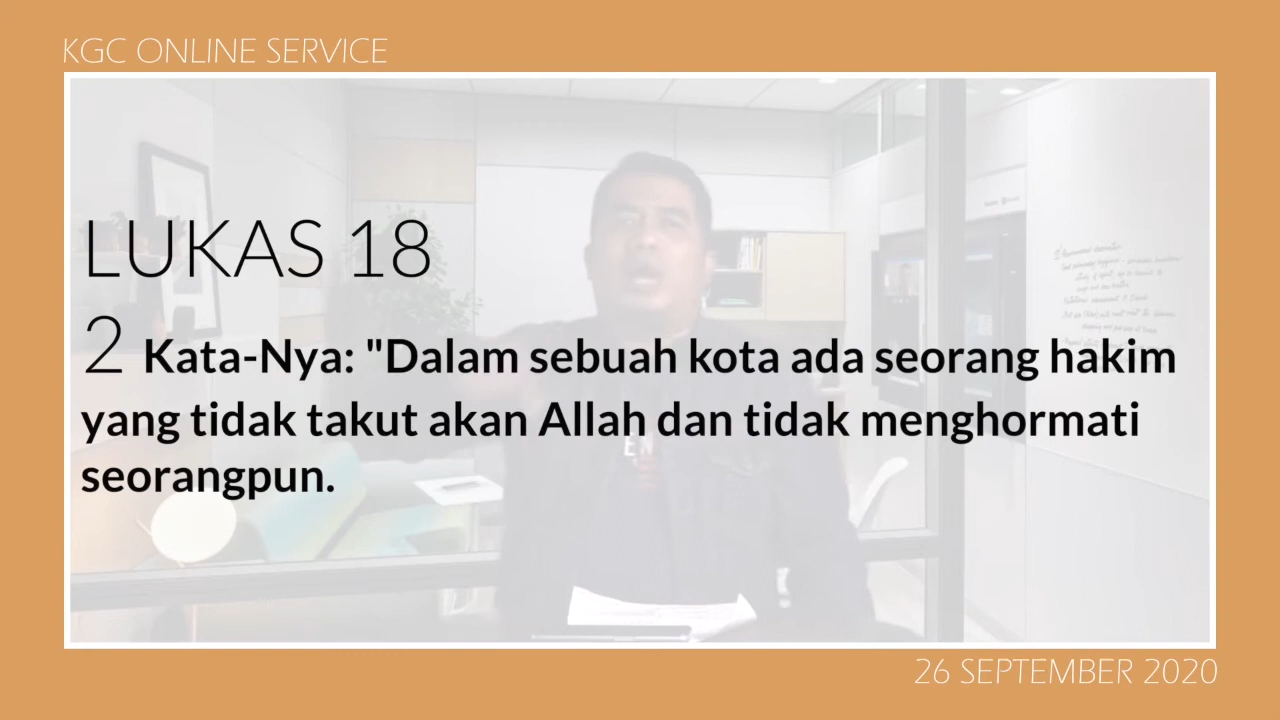 KGC ONLINE SERVICE
LUKAS 18
2 Kata-Nya: "Dalam sebuah kota ada seorang hakim
yang tidak takut akan Allah dan tidak menghormati
seorangpun.
EN
26 SEPTEMBER 2020